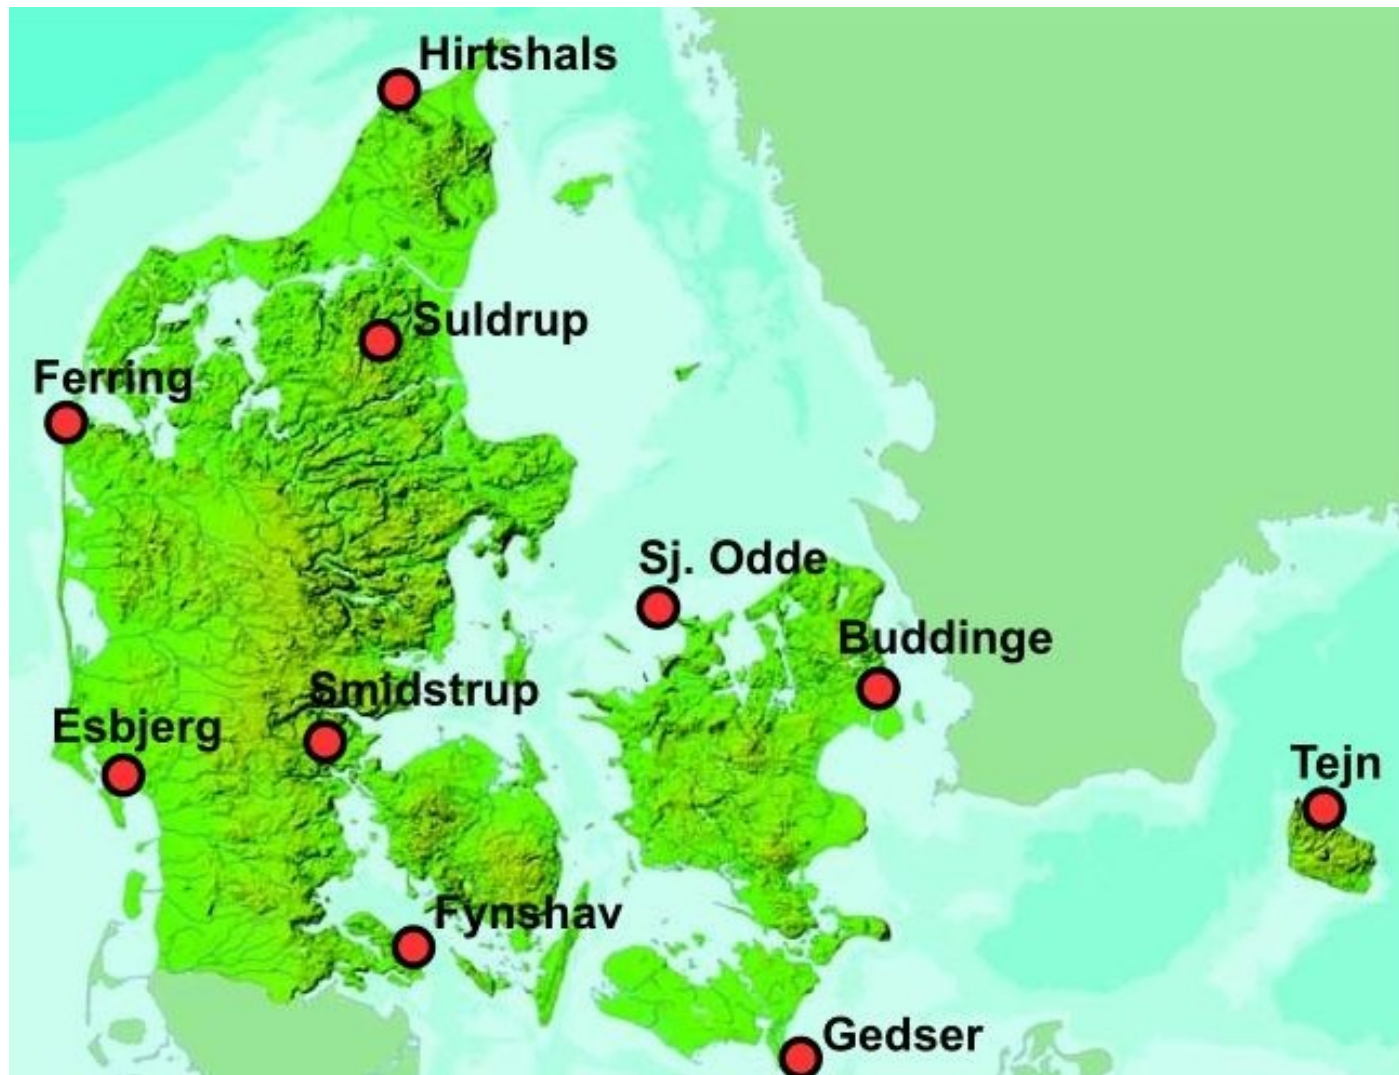 Hirtshals
Suldrup
Ferring
Sj. Odde
Buddinge
Smidstrup
Esbjerg
Tejn
Fynshav
Gedser